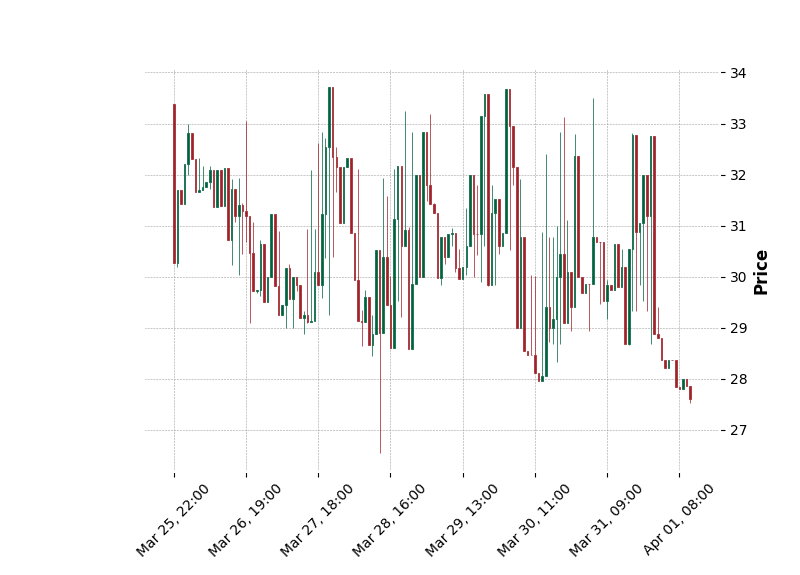 34
33
32
31
30
29
28
27
Price
Mar 25, 22:00
Mar 26, 19:00
Mar 27, 18:00
Mar 28, 16:00
Mar 29, 13:00
Mar 30, 11:00
Mar 31, 09:00
Apr 01, 08:00